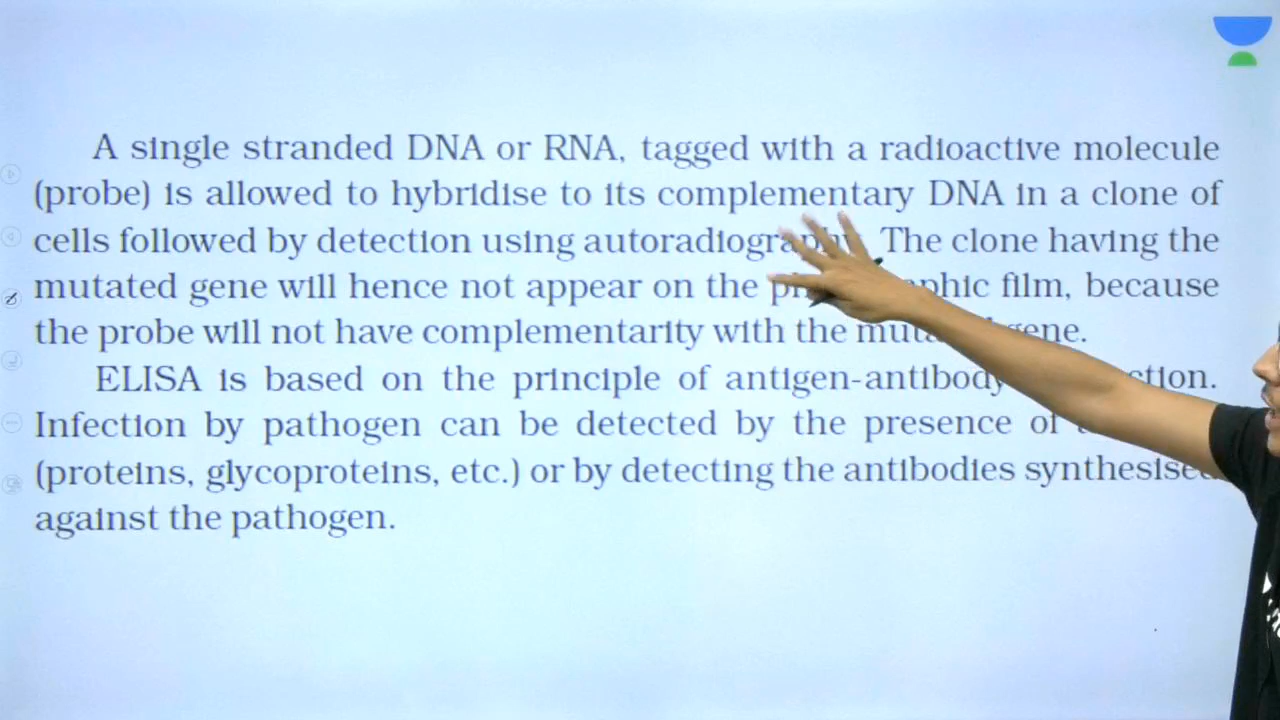 A single stranded DNA or RNA, tagged with a radioactive molecule
(probe) is allowed to hybridise to its complementary DNA in a clone of
cells followed by detection using autoradiography. The clone having the
mutated gene will hence not appear on the photographic film, because
the probe will not have complementarity with the mutated gene.
ELISA is based on the principle of antigen-antibody
Infection by pathogen can be detected by the presence of
(proteins, glycoproteins, etc.) or by detecting the antibodies synthesised
against the pathogen.